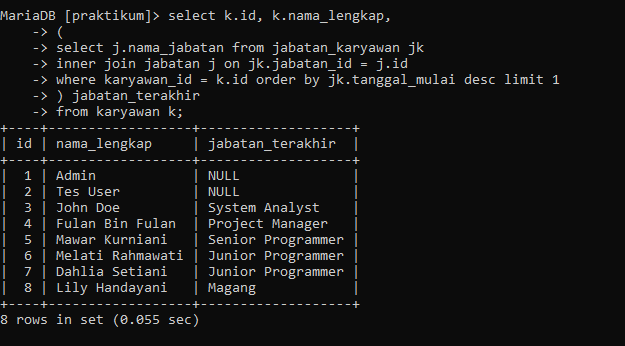 MariaDB [praktikum]> select k.id, k.nama_lengkap,
    -> (
    -> select j.nama_jabatan from jabatan_karyawan jk
    -> inner join jabatan j on jk.jabatan_id = j.id
    -> where karyawan_id = k.id order by jk.tanggal_mulai desc limit 1
    -> ) jabatan_terakhir
    -> from karyawan k;
+----+------------------+-------------------+
| id | nama_lengkap     | jabatan_terakhir  |
+----+------------------+-------------------+
|  1 | Admin            | NULL              |
|  2 | Tes User         | NULL              |
|  3 | John Doe         | System Analyst    |
|  4 | Fulan Bin Fulan  | Project Manager   |
|  5 | Mawar Kurniani   | Senior Programmer |
|  6 | Melati Rahmawati | Junior Programmer |
|  7 | Dahlia Setiani   | Junior Programmer |
|  8 | Lily Handayani   | Magang            |
+----+------------------+-------------------+
8 rows in set (0.055 sec)